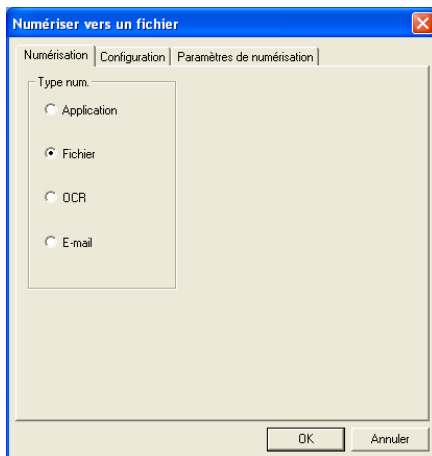 Numériser vers un fichier
Numérisation Configuration Paramètres de numérisation
Type num.
Application
Fichier
OCR
E-mail
OK Annuler